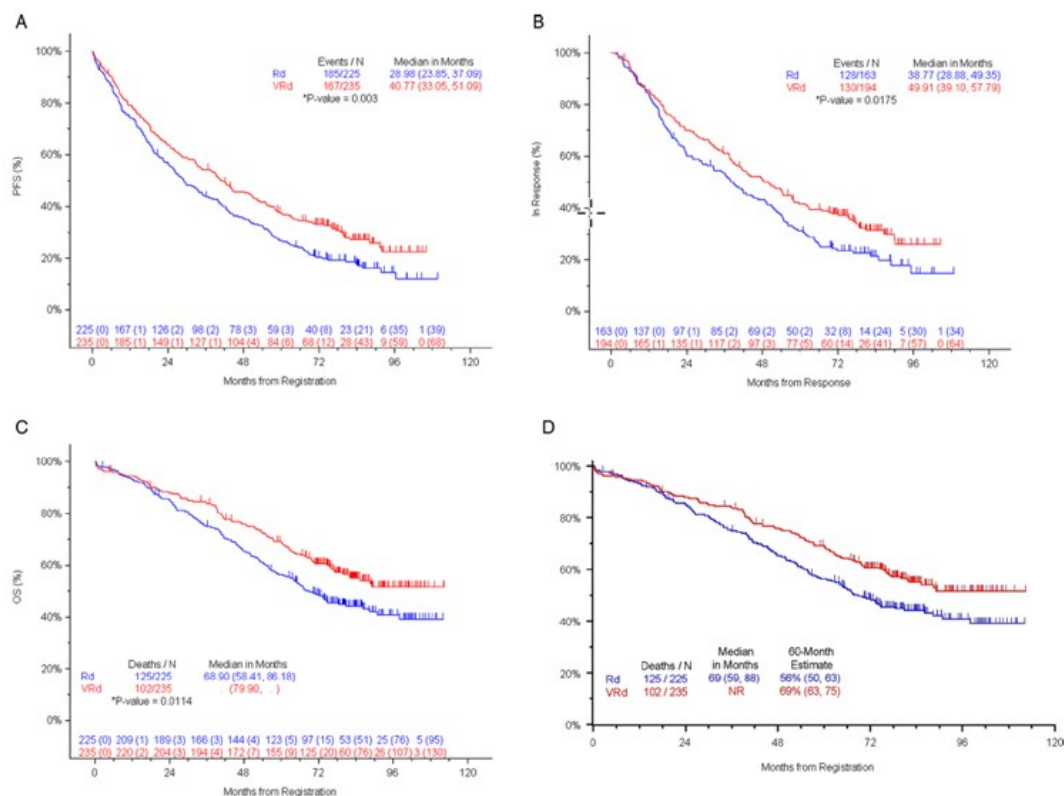 A
Events / N Median in Months
Rd 185/225 28.98 (23.85, 37.09)
VRd 167/235 40.77 (33.05, 51.09)
*P-value = 0.003
100%
80%
60%
40%
20%
0%
PFS (%)
225 (0) 167 (1) 126 (2) 98 (2) 78 (3) 59 (3) 40 (8) 23 (21) 6 (35) 1 (39)
235 (0) 185 (1) 149 (1) 127 (1) 104 (4) 84 (6) 68 (12) 28 (43) 9 (59) 0 (68)
0 24 48 72 96 120
Months from Registration
B
Events / N Median in Months
Rd 128/163 38.77 (28.88, 49.35)
VRd 130/194 49.91 (39.10, 57.79)
*P-value = 0.0175
100%
80%
60%
40%
20%
0%
In Response (%)
163 (0) 137 (0) 97 (1) 85 (2) 69 (2) 50 (2) 32 (8) 14 (24) 5 (30) 1 (34)
194 (0) 165 (1) 135 (1) 117 (2) 97 (3) 77 (5) 60 (14) 26 (41) 7 (57) 0 (64)
0 24 48 72 96 120
Months from Response
C
100%
80%
60%
40%
20%
0%
OS (%)
Deaths / N Median in Months
Rd 125/225 68.90 (58.41, 86.18)
VRd 102/235 . (79.90, . )
*P-value = 0.0114
225 (0) 209 (1) 189 (3) 166 (3) 144 (4) 123 (5) 97 (15) 53 (51) 25 (76) 5 (95)
235 (0) 220 (2) 204 (3) 194 (4) 172 (7) 155 (9) 125 (20) 60 (76) 26 (107) 3 (130)
0 24 48 72 96 120
Months from Registration
D
100%
80%
60%
40%
20%
0%
Median 60-Month
Deaths / N in Months Estimate
Rd 125 / 225 69 (59, 88) 56% (50, 63)
VRd 102 / 235 NR 69% (63, 75)
0 24 48 72 96 120
Months from Registration